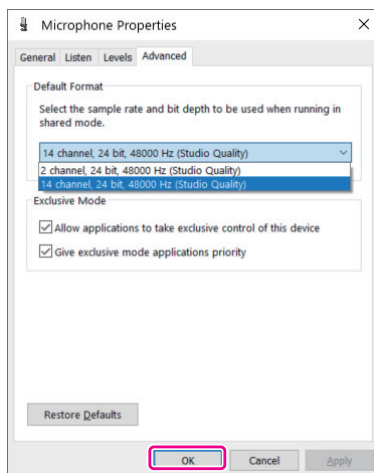 Microphone Properties
General Listen Levels Advanced
Default Format
Select the sample rate and bit depth to be used when running in
shared mode.
14 channel, 24 bit, 48000 Hz (Studio Quality)
2 channel, 24 bit, 48000 Hz (Studio Quality)
14 channel, 24 bit, 48000 Hz (Studio Quality)
Exclusive Mode
Allow applications to take exclusive control of this device
Give exclusive mode applications priority
Restore Defaults
OK Cancel Apply